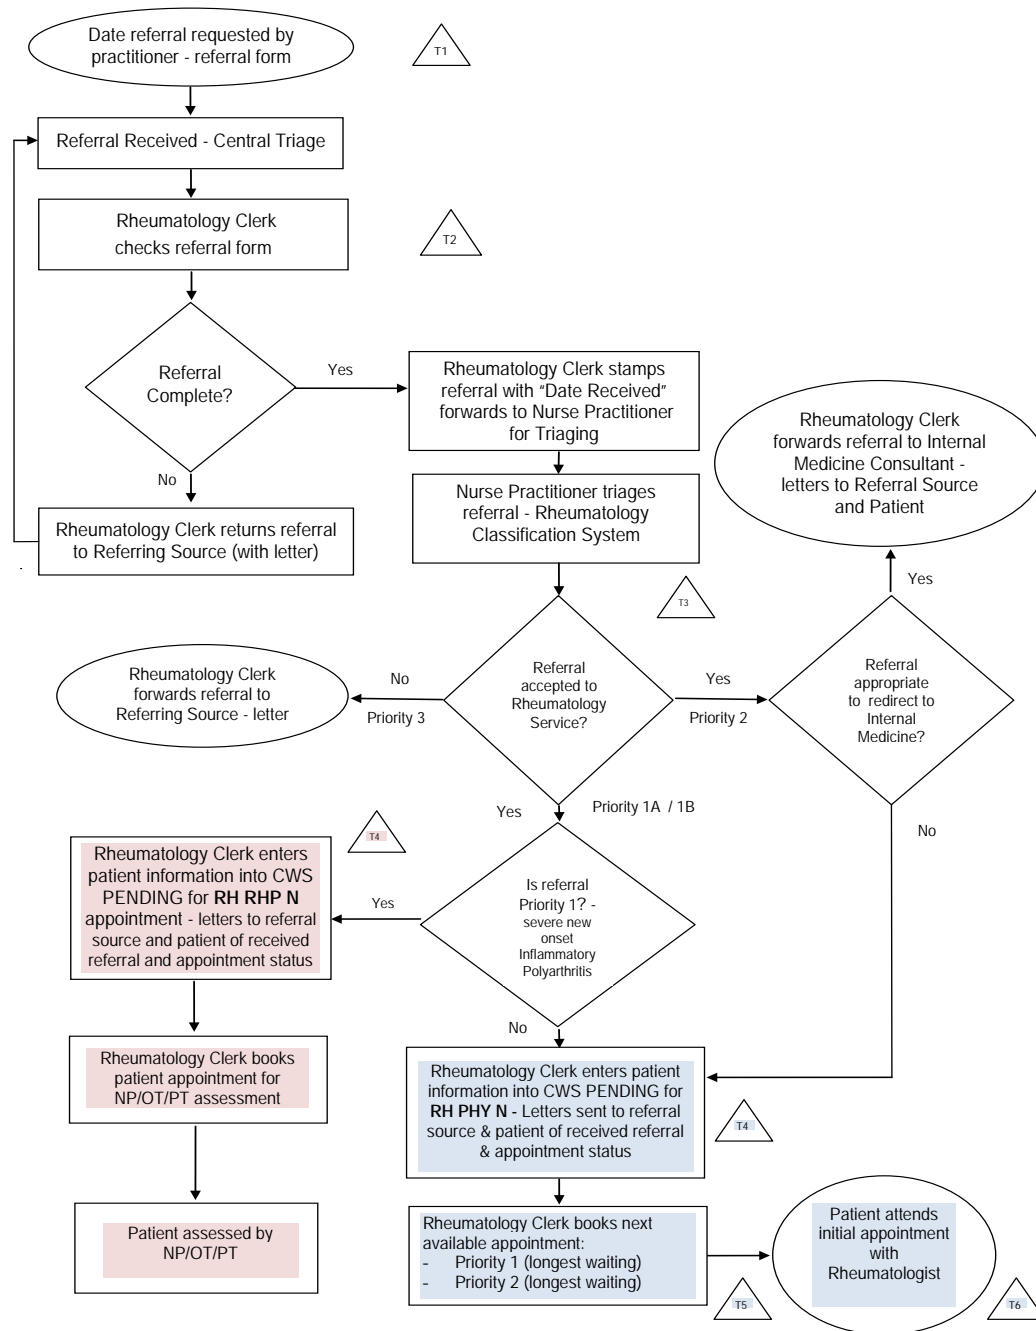 Date referral requested by
practitioner - referral form
T1
Referral Received - Central Triage
Rheumatology Clerk
checks referral form
T2
Referral
Complete?
Yes
Rheumatology Clerk stamps
referral with “Date Received”
forwards to Nurse Practitioner
for Triaging
Rheumatology Clerk
forwards referral to Internal
Medicine Consultant -
letters to Referral Source
and Patient
No
Nurse Practitioner triages
referral - Rheumatology
Classification System
Rheumatology Clerk returns referral
to Referring Source (with letter)
.
Yes
T3
Rheumatology Clerk
forwards referral to
Referring Source - letter
No
Priority 3
Referral
accepted to
Rheumatology
Service?
Yes
Priority 2
Referral
appropriate
to redirect to
Internal
Medicine?
Yes
Priority 1A / 1B
No
T4
Rheumatology Clerk enters
patient information into CWS
PENDING for RH RHP N
appointment - letters to referral
source and patient of received
referral and appointment status
Yes
Is referral
Priority 1? -
severe new
onset
Inflammatory
Polyarthritis
No
Rheumatology Clerk books
patient appointment for
NP/OT/PT assessment
Rheumatology Clerk enters patient
information into CWS PENDING for
RH PHY N - Letters sent to referral
source & patient of received referral
& appointment status
T4
Patient assessed by
NP/OT/PT
Rheumatology Clerk books next
available appointment:
- Priority 1 (longest waiting)
- Priority 2 (longest waiting)
T5
Patient attends
initial appointment
with
Rheumatologist
T6